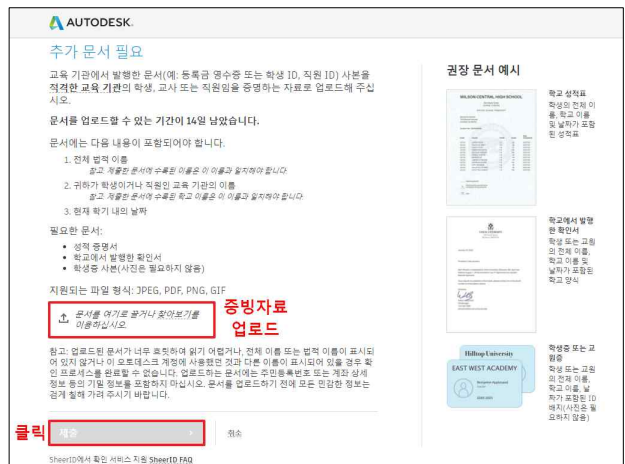 AUTODESK.
추가 문서 필요
교육 기관에서 발행한 문서(예: 등록금 영수증 또는 학생 ID, 직원 ID) 사본을
적격한 교육 기관의 학생, 교사 또는 직원임을 증명하는 자료로 업로드해 주십
시오.
문서를 업로드할 수 있는 기간이 14일 남았습니다.
문서에는 다음 내용이 포함되어야 합니다.
1. 전체 법적 이름
참고: 제출한 문서에 수록된 이름은 이 이름과 일치해야 합니다.
2. 귀하가 학생이거나 직원인 교육 기관의 이름
참고: 제출한 문서에 수록된 학교 이름은 이 이름과 일치해야 합니다.
3. 현재 학기 내의 날짜
필요한 문서:
• 성적 증명서
• 학교에서 발행한 확인서
• 학생증 사본(사진은 필요하지 않음)
지원되는 파일 형식: JPEG, PDF, PNG, GIF
문서를 여기로 끌거나 찾아보기를
이용하십시오.
증빙자료
업로드
참고: 업로드된 문서가 너무 흐릿하여 읽기 어렵거나, 전체 이름 또는 법적 이름이 표시되
어 있지 않거나 이 오토데스크 계정에 사용했던 것과 다른 이름이 표시되어 있을 경우 확
인 프로세스를 완료할 수 없습니다. 업로드하는 문서에는 주민등록번호 또는 계좌 상세
정보 등의 기밀 정보를 포함하지 마십시오. 문서를 업로드하기 전에 모든 민감한 정보는
검게 칠해 가려 주시기 바랍니다.
클릭
제출
취소
SheerID에서 확인 서비스 지원 SheerID FAQ
권장 문서 예시
WILSON CENTRAL HIGH SCHOOL
학교 성적표
학생의 전체 이
름, 학교 이름
및 날짜가 포함
된 성적표
학교에서 발행
한 확인서
학생 또는 교원
의 전체 이름,
학교 이름 및
날짜가 포함된
학교 양식
Hilltop University
EAST WEST ACADEMY
학생증 또는 교
원증
학생 또는 교원
의 전체 이름,
학교 이름, 날
짜가 포함된 ID
배지(사진은 필
요하지 않음)